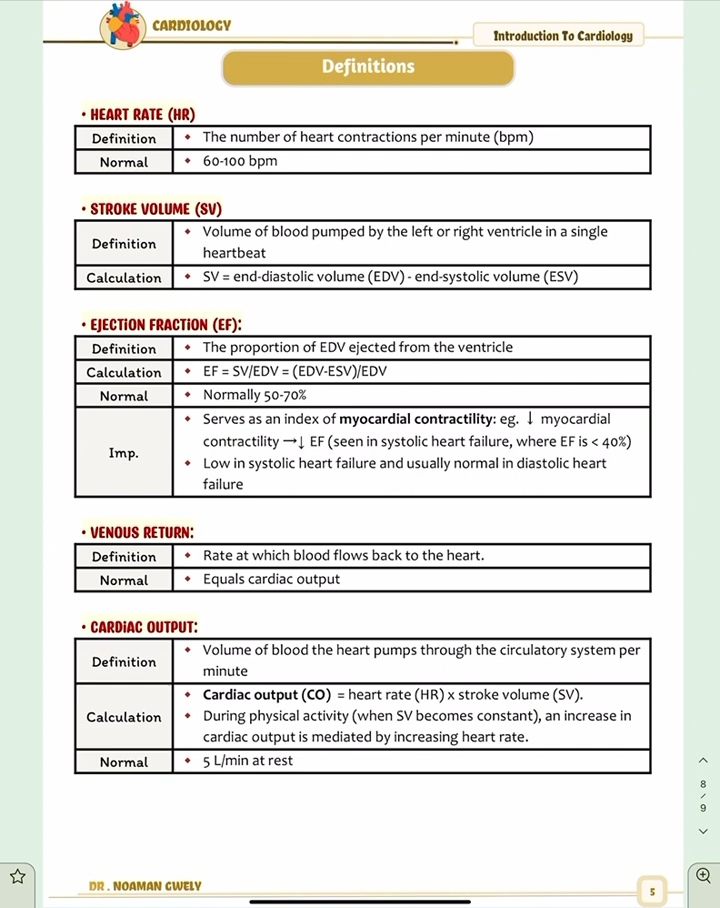 CARDIOLOGY
Introduction To Cardiology
Definitions
• HEART RATE (HR)
Definition
◆ The number of heart contractions per minute (bpm)
Normal
◆ 60-100 bpm
• STROKE VOLUME (SV)
Definition
◆ Volume of blood pumped by the left or right ventricle in a single
heartbeat
Calculation
◆ SV = end-diastolic volume (EDV) - end-systolic volume (ESV)
• EJECTION FRACTION (EF):
Definition
◆ The proportion of EDV ejected from the ventricle
Calculation
◆ EF = SV/EDV = (EDV-ESV)/EDV
Normal
◆ Normally 50-70%
Imp.
◆ Serves as an index of myocardial contractility: eg. ↓ myocardial
contractility →↓ EF (seen in systolic heart failure, where EF is < 40%)
◆ Low in systolic heart failure and usually normal in diastolic heart
failure
• VENOUS RETURN:
Definition
◆ Rate at which blood flows back to the heart.
Normal
◆ Equals cardiac output
• CARDIAC OUTPUT:
Definition
◆ Volume of blood the heart pumps through the circulatory system per
minute
Calculation
◆ Cardiac output (CO) = heart rate (HR) x stroke volume (SV).
◆ During physical activity (when SV becomes constant), an increase in
cardiac output is mediated by increasing heart rate.
Normal
◆ 5 L/min at rest
8
/
9
DR . NOAMAN GWELY
5